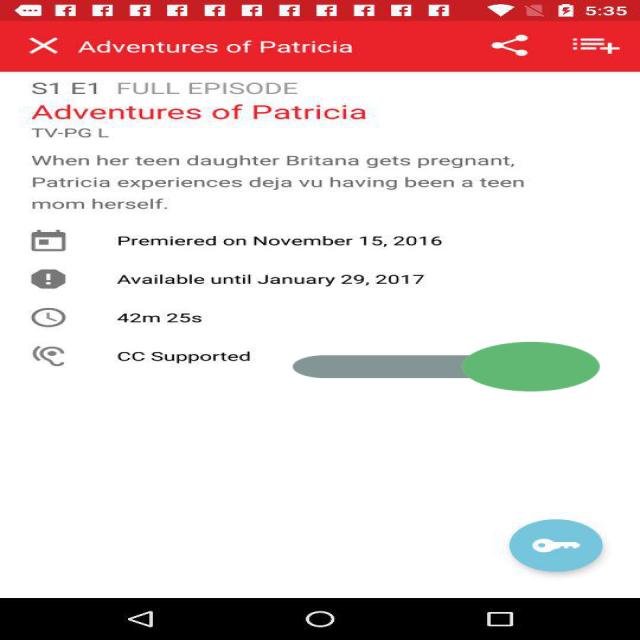 5:35
Adventures of Patricia
S1 E1 FULL EPISODE
Adventures of Patricia
TV-PG L
When her teen daughter Britana gets pregnant,
Patricia experiences deja vu having been a teen
mom herself.
Premiered on November 15, 2016
Available until January 29, 2017
42m 25s
CC Supported